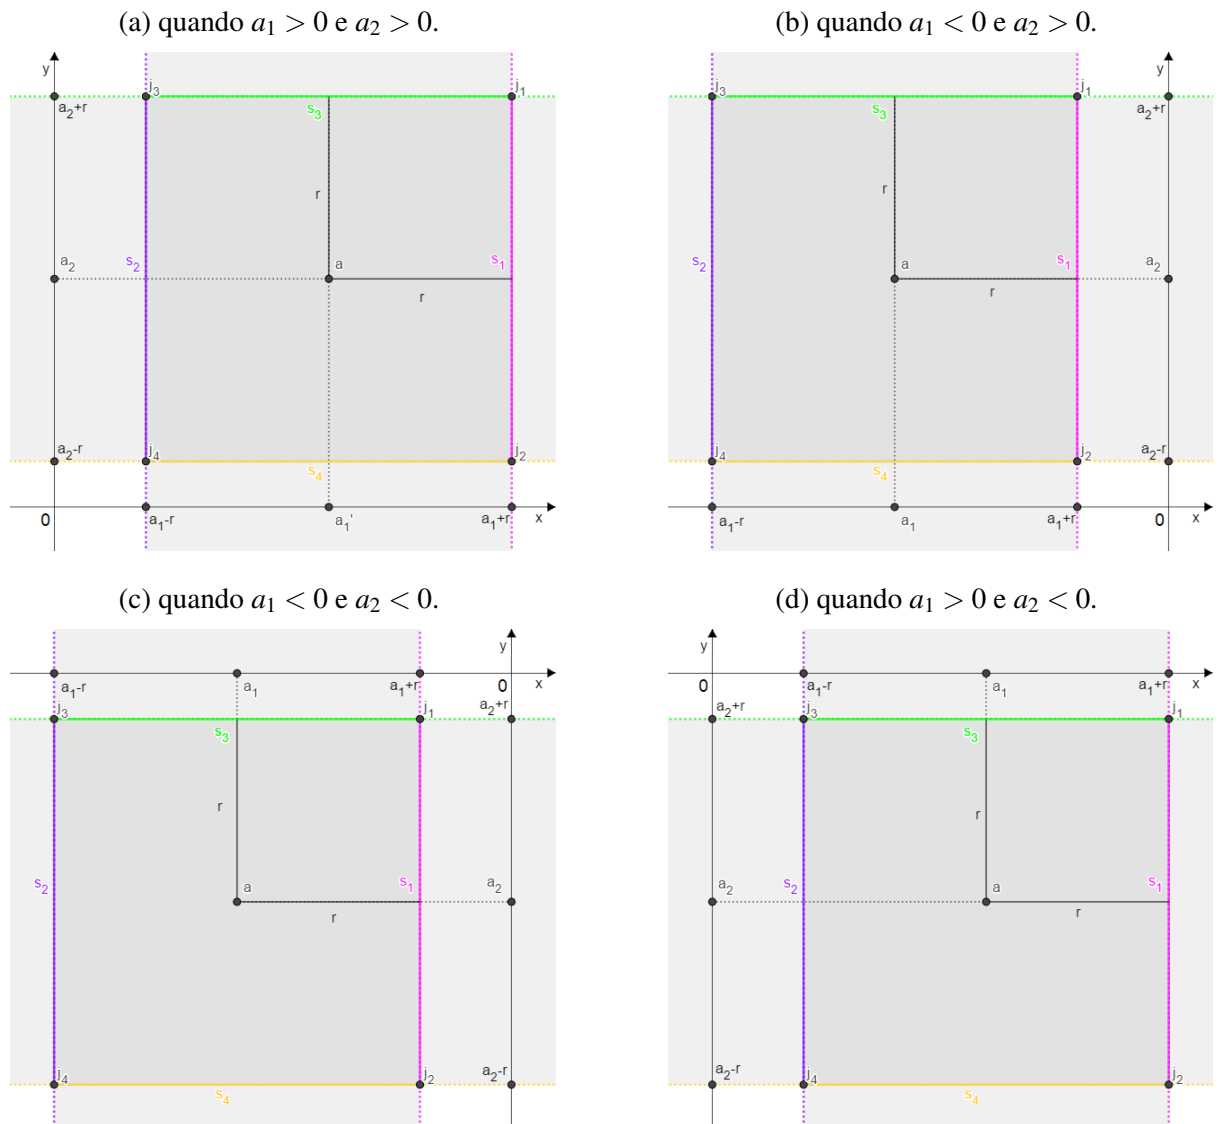 (a) quando a₁ > 0 e a₂ > 0.
y
j₃
j₁
a₂+r
s₃
r
a₂
s₂
a
s₁
r
a₂-r
j₄
j₂
s₄
0
a₁-r
a₁'
a₁+r
x
(b) quando a₁ < 0 e a₂ > 0.
y
j₃
j₁
a₂+r
s₃
r
s₂
a
s₁
a₂
r
j₄
j₂
a₂-r
s₄
a₁-r
a₁
a₁+r
0
x
(c) quando a₁ < 0 e a₂ < 0.
y
a₁-r
a₁
a₁+r
0
x
j₃
j₁
a₂+r
s₃
r
s₂
a
s₁
a₂
r
j₄
j₂
a₂-r
s₄
(d) quando a₁ > 0 e a₂ < 0.
y
0
a₁-r
a₁
a₁+r
x
a₂+r
j₃
j₁
s₃
r
a₂
s₂
a
s₁
r
a₂-r
j₄
j₂
s₄